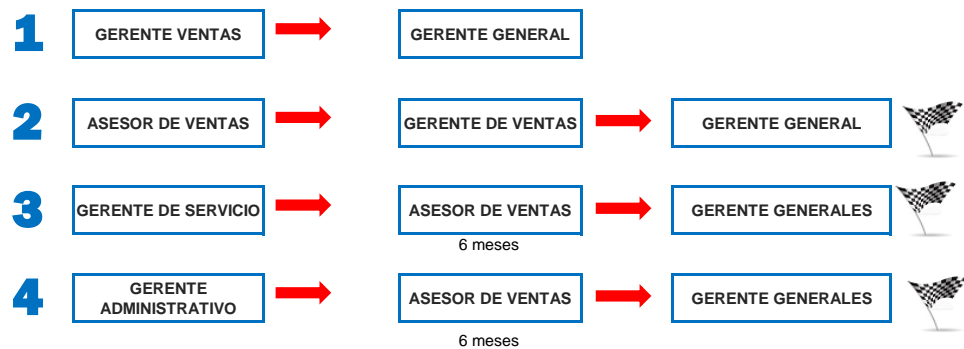 1 GERENTE VENTAS GERENTE GENERAL
2 ASESOR DE VENTAS GERENTE DE VENTAS GERENTE GENERAL
3 GERENTE DE SERVICIO ASESOR DE VENTAS GERENTE GENERALES
6 meses
4 GERENTE
ADMINISTRATIVO ASESOR DE VENTAS GERENTE GENERALES
6 meses